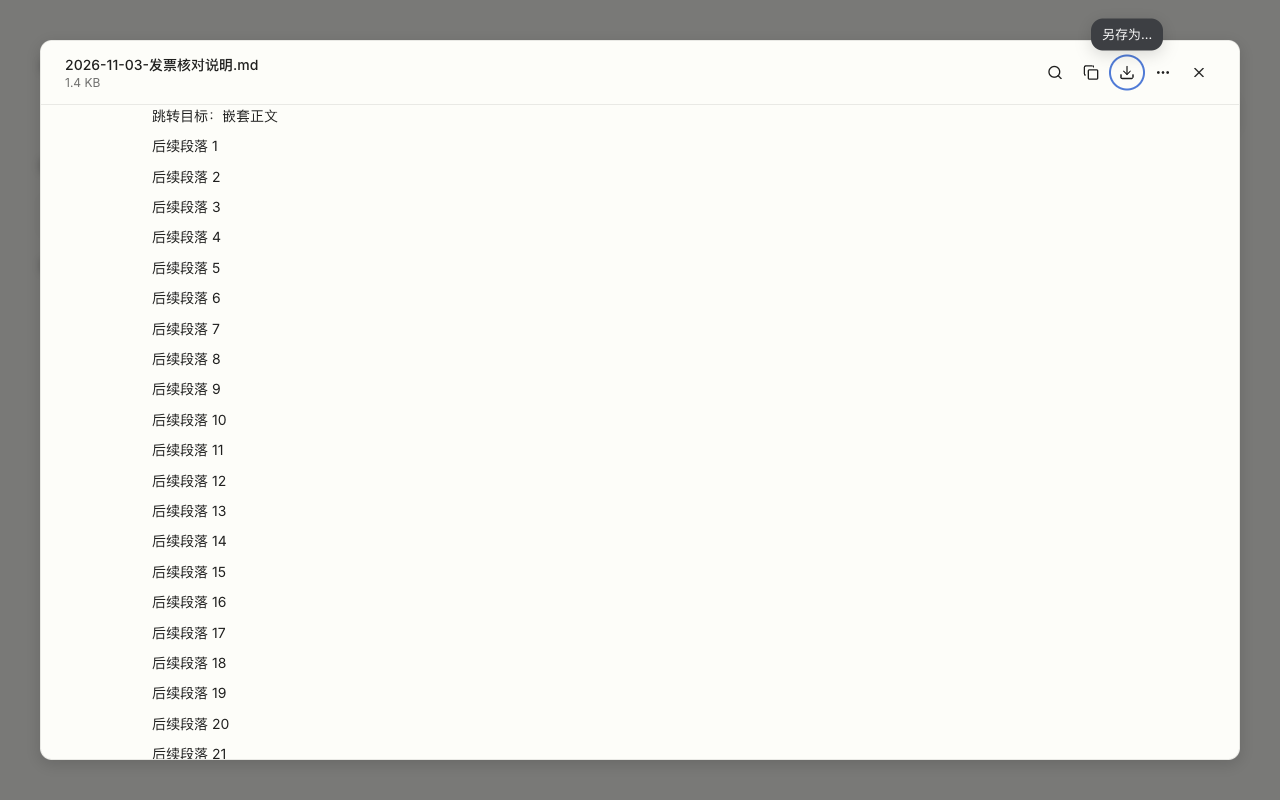 另存为...
2026-11-03-发票核对说明.md
1.4 KB
跳转目标：嵌套正文
后续段落 1
后续段落 2
后续段落 3
后续段落 4
后续段落 5
后续段落 6
后续段落 7
后续段落 8
后续段落 9
后续段落 10
后续段落 11
后续段落 12
后续段落 13
后续段落 14
后续段落 15
后续段落 16
后续段落 17
后续段落 18
后续段落 19
后续段落 20
后续段落 21